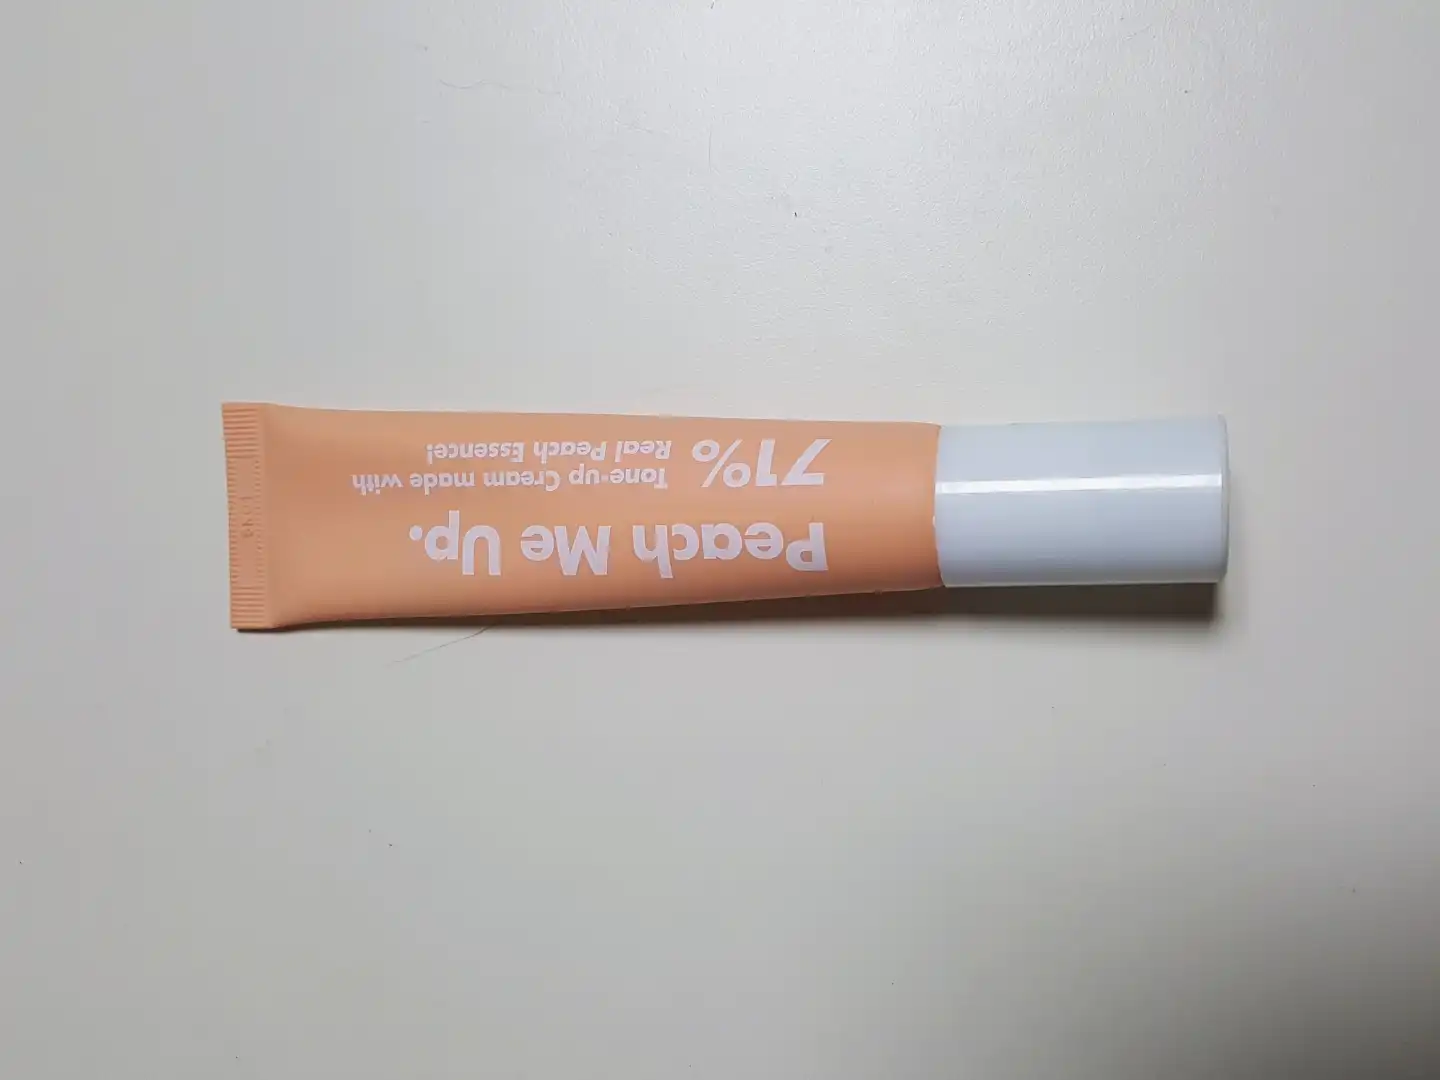 Peach Me Up.
71%
Tone-up Cream made with
Real Peach Essence!